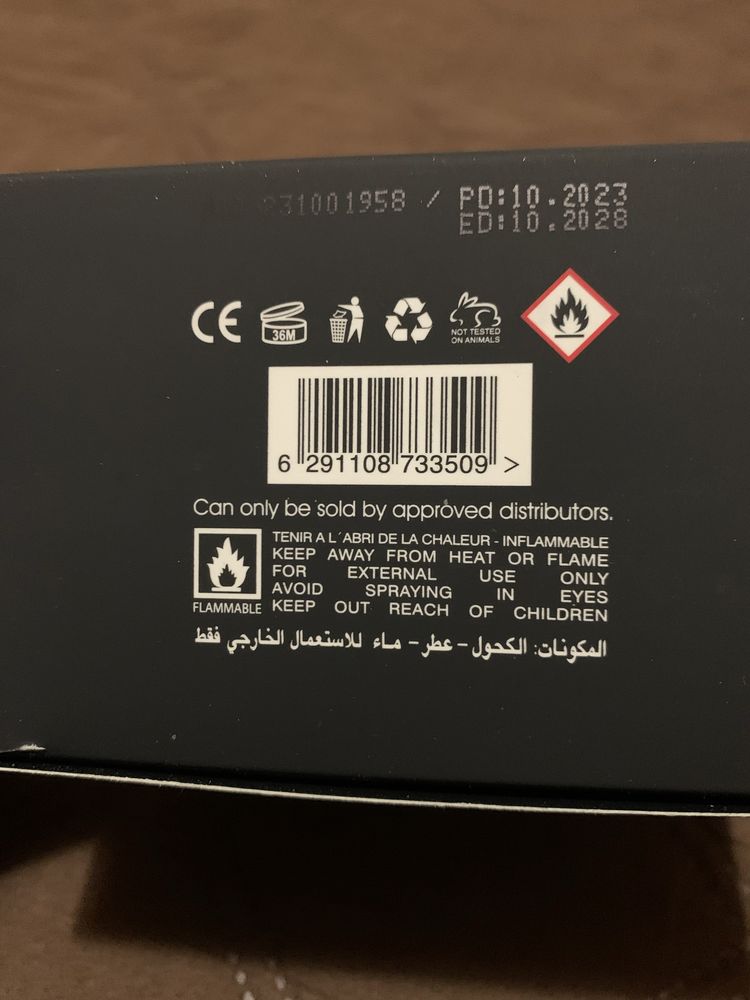 31001958 / PD:10.2023
ED:10.2028
CE
36M
NOT TESTED
ON ANIMALS
6 291108 733509 >
Can only be sold by approved distributors.
TENIR A L´ABRI DE LA CHALEUR - INFLAMMABLE
KEEP AWAY FROM HEAT OR FLAME
FOR EXTERNAL USE ONLY
AVOID SPRAYING IN EYES
KEEP OUT REACH OF CHILDREN
FLAMMABLE
المكونات: الكحول - عطر - ماء للاستعمال الخارجي فقط